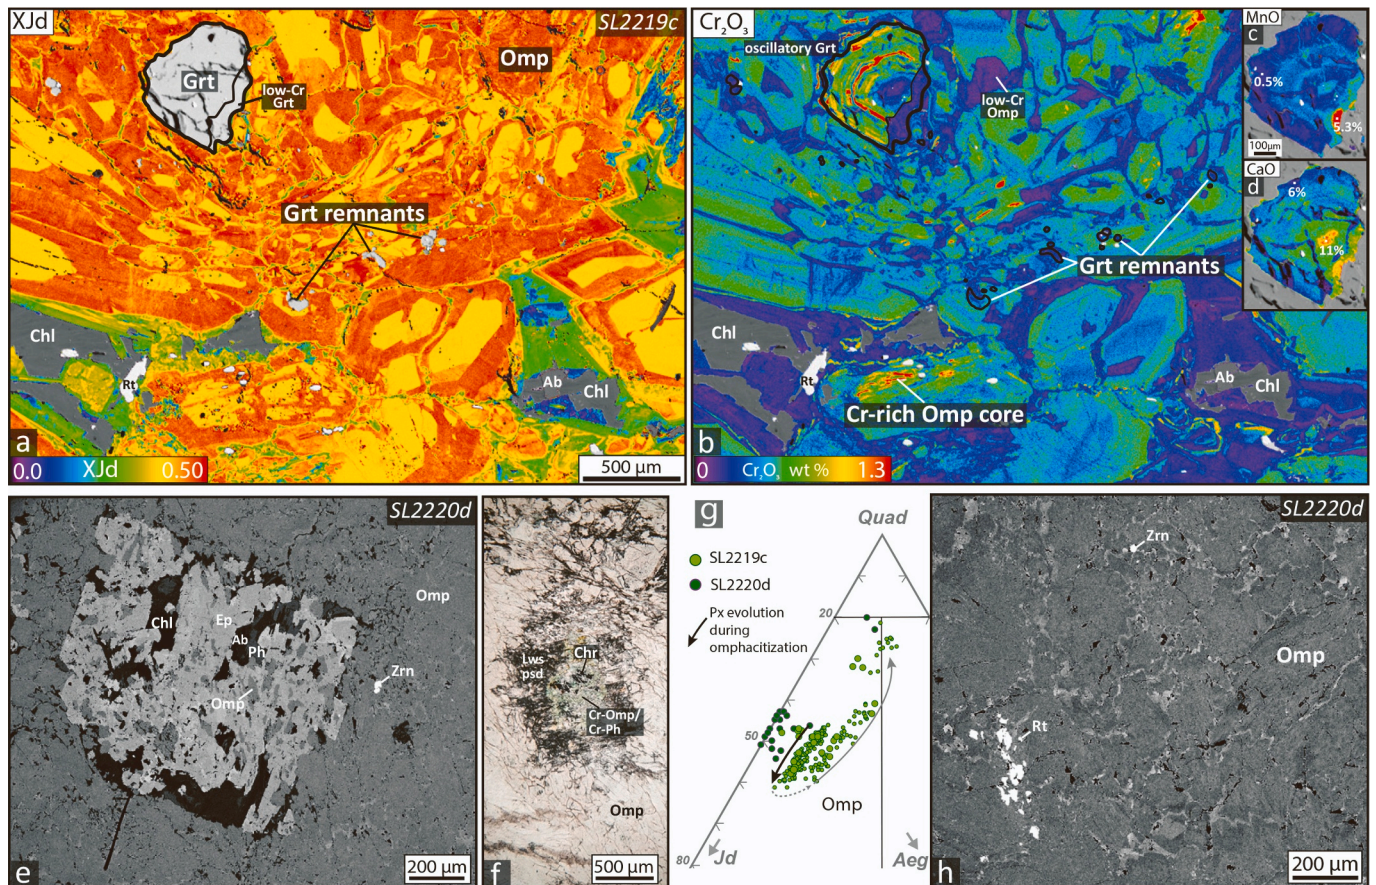 XJd
SL2219c
Grt
low-Cr
Grt
Omp
Grt remnants
Chl
Rt
Ab
Chl
a
0.0
XJd
0.50
500 µm
Cr₂O₃
oscillatory Grt
low-Cr
Omp
Grt remnants
Chl
Rt
Ab
Chl
Cr-rich Omp core
b
0
Cr₂O₃ wt %
1.3
MnO
c
0.5%
5.3%
100µm
CaO
d
6%
11%
SL2220d
Omp
Chl
Ep
Ab
Ph
Zrn
Omp
e
200 µm
Lws
psd
Chr
Cr-Omp/
Cr-Ph
Omp
f
500 µm
g
Quad
SL2219c
SL2220d
Px evolution
during
omphacitization
20
50
80
Omp
Jd
Aeg
SL2220d
Zrn
Omp
Rt
h
200 µm